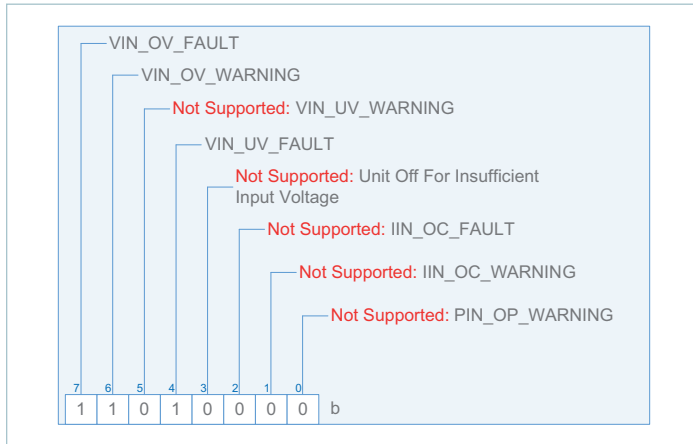 VIN_OV_FAULT
VIN_OV_WARNING
Not Supported: VIN_UV_WARNING
VIN_UV_FAULT
Not Supported: Unit Off For Insufficient
Input Voltage
Not Supported: IIN_OC_FAULT
Not Supported: IIN_OC_WARNING
Not Supported: PIN_OP_WARNING
7 6 5 4 3 2 1 0
1 1 0 1 0 0 0 0 b